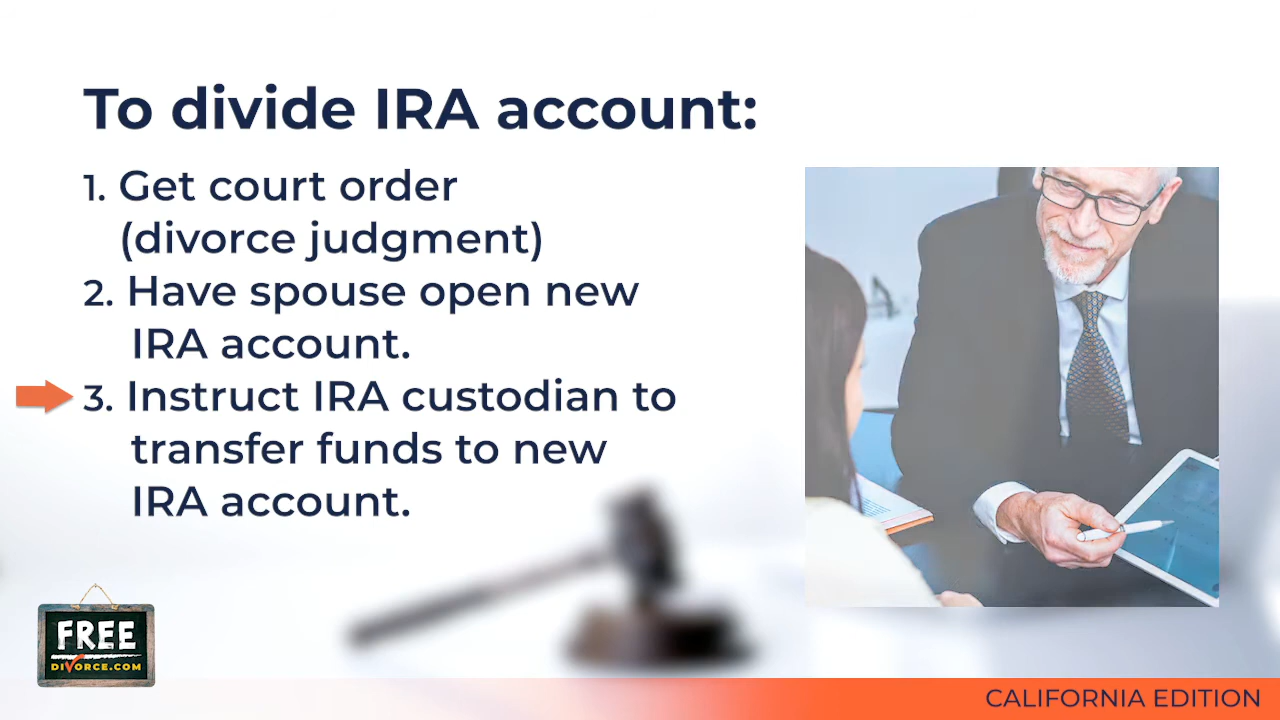 To divide IRA account:
1. Get court order
(divorce judgment)
2. Have spouse open new
IRA account.
3. Instruct IRA custodian to
transfer funds to new
IRA account.
FREE
DIVORCE.COM
CALIFORNIA EDITION